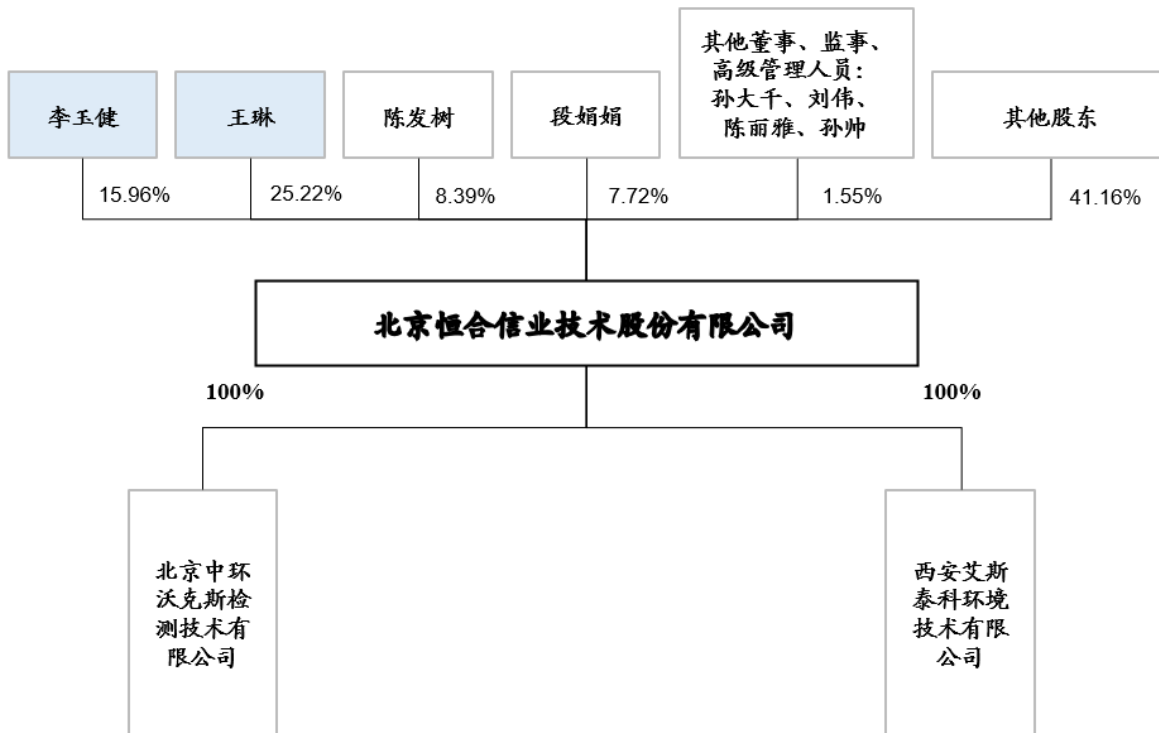 其他董事、监事、
高级管理人员：
孙大千、刘伟、
陈丽雅、孙帅
李玉健
王琳
陈发树
段娟娟
其他股东
15.96%
25.22%
8.39%
7.72%
1.55%
41.16%
北京恒合信业技术股份有限公司
100%
100%
北京中环
沃克斯检
测技术有
限公司
西安艾斯
泰科环境
技术有限
公司